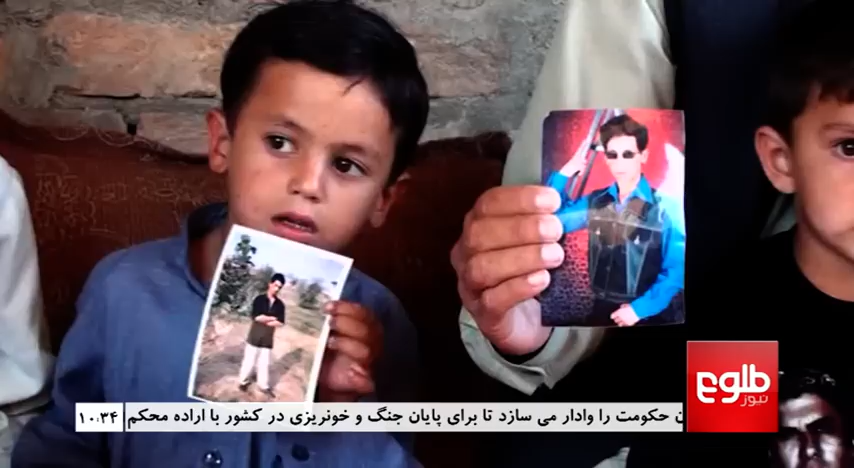 طلوع
نیوز
حکومت را وادار می سازد تا برای پایان جنگ و خونریزی در کشور با اراده محکم
۱۰:۳۴